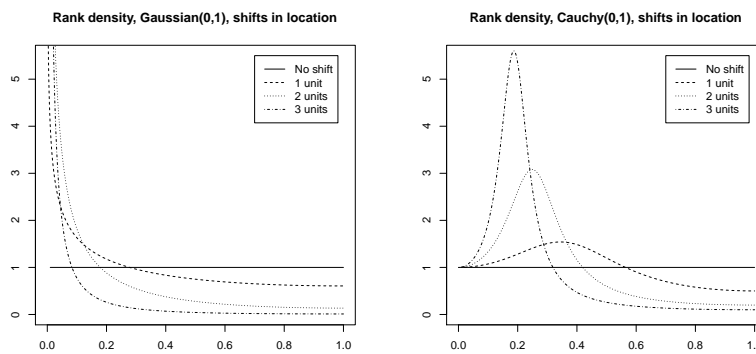 Rank density, Gaussian(0,1), shifts in location
No shift
1 unit
2 units
3 units
5
4
3
2
1
0
0.0 0.2 0.4 0.6 0.8 1.0
Rank density, Cauchy(0,1), shifts in location
No shift
1 unit
2 units
3 units
5
4
3
2
1
0
0.0 0.2 0.4 0.6 0.8 1.0